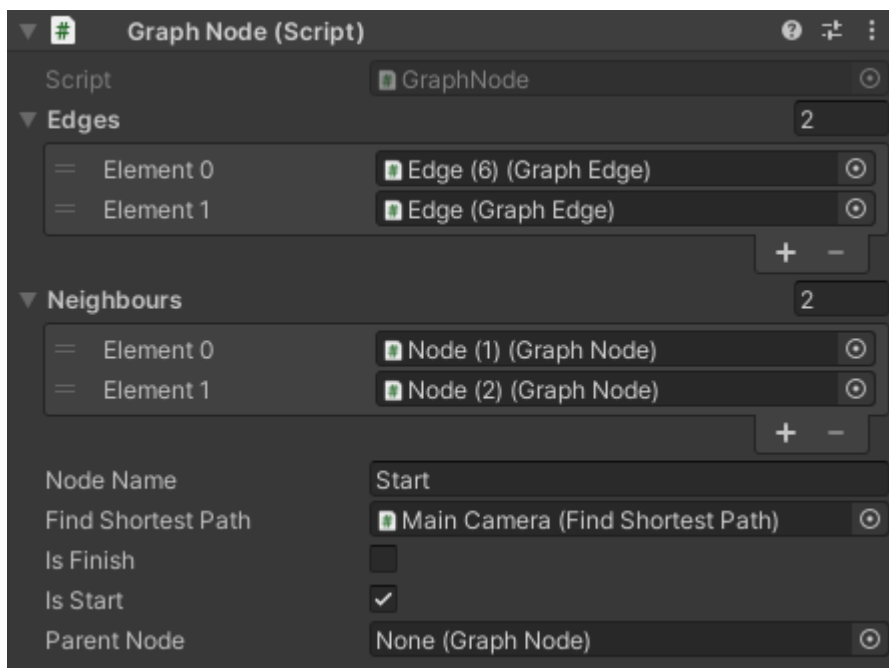 Graph Node (Script)
Script GraphNode
Edges 2
Element 0 Edge (6) (Graph Edge)
Element 1 Edge (Graph Edge)
Neighbours 2
Element 0 Node (1) (Graph Node)
Element 1 Node (2) (Graph Node)
Node Name Start
Find Shortest Path Main Camera (Find Shortest Path)
Is Finish
Is Start
Parent Node None (Graph Node)